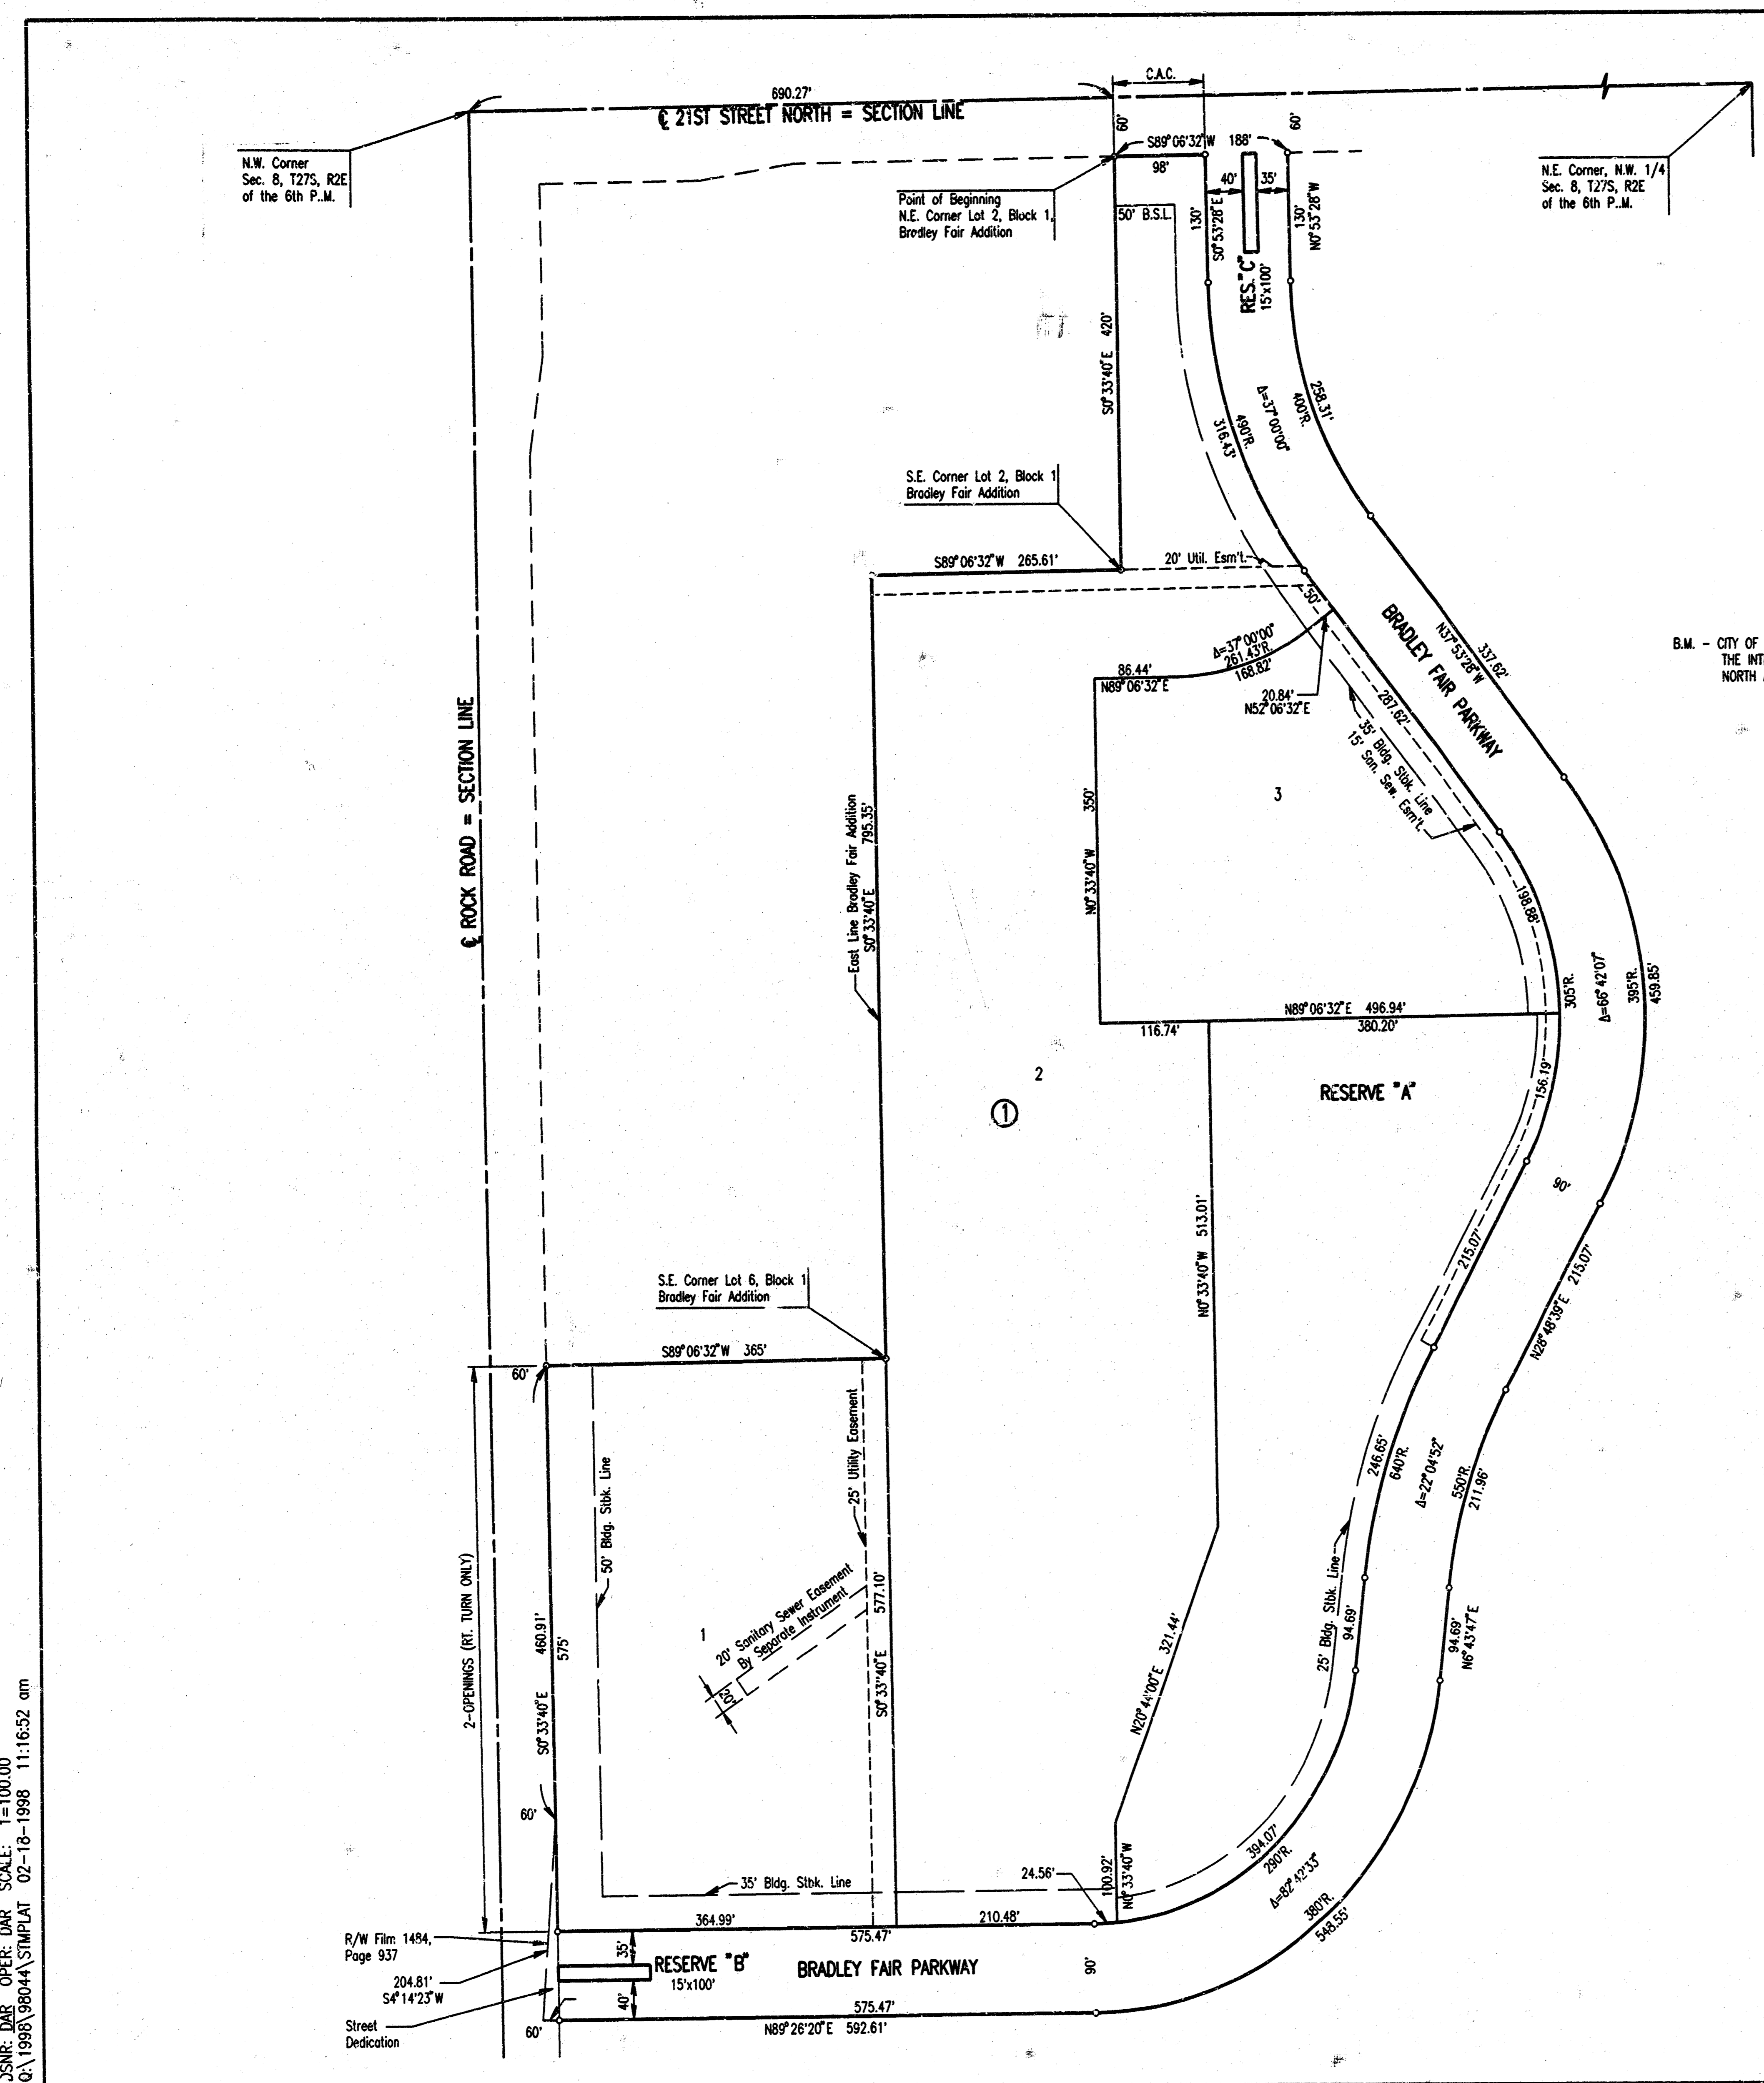 C.A.C.
690.27'
℄ 21ST STREET NORTH = SECTION LINE
60'
60'
S89°06'32"W 188'
98'
N.W. Corner
Sec. 8, T27S, R2E
of the 6th P..M.
N.E. Corner, N.W. 1/4
Sec. 8, T27S, R2E
of the 6th P..M.
Point of Beginning
N.E. Corner Lot 2, Block 1,
Bradley Fair Addition
40'
35'
50' B.S.L.
130'
S0°53'28"E
130'
N0°53'28"W
RES. "C"
15'x100'
S0°33'40"E 420'
258.31'
400'R.
Δ=37°00'00"
490'R.
316.43'
S.E. Corner Lot 2, Block 1
Bradley Fair Addition
S89°06'32"W 265.61'
20' Util. Esm't.
50'
BRADLEY FAIR PARKWAY
N37°53'28"W
337.62'
B.M. - CITY OF
THE INT
NORTH
Δ=37°00'00"
261.43'R.
168.82'
86.44'
N89°06'32"E
20.84'
N52°06'32"E
287.62'
35' Bldg. Stbk. Line
15' San. Sew. Esm't.
℄ ROCK ROAD = SECTION LINE
East Line Bradley Fair Addition
S0°33'40"E 795.35'
N0°33'40"W 350'
3
198.88'
305'R.
Δ=66°42'07"
395'R.
459.85'
N89°06'32"E 496.94'
116.74'
380.20'
2
1
RESERVE "A"
156.19'
90'
N0°33'40"W 513.01'
215.07'
215.07'
N28°48'39"E
S.E. Corner Lot 6, Block 1
Bradley Fair Addition
S89°06'32"W 365'
60'
25' Utility Easement
50' Bldg. Stbk. Line
246.65'
640'R.
Δ=22°04'52"
550'R.
211.96'
2-OPENINGS (RT. TURN ONLY)
S0°33'40"E 460.91'
575'
1
20' Sanitary Sewer Easement
By Separate Instrument
20'
577.10'
S0°33'40"E
N20°44'00"E 321.44'
25' Bldg. Stbk. Line
94.69'
94.69'
N6°43'47"E
60'
35' Bldg. Stbk. Line
24.56'
100.92'
N0°33'40"W
394.07'
290'R.
Δ=82°42'33"
380'R.
548.55'
364.99'
210.48'
575.47'
R/W Film 1484,
Page 937
204.81'
S4°14'23"W
Street
Dedication
35'
RESERVE "B"
15'x100'
BRADLEY FAIR PARKWAY
90'
40'
60'
575.47'
N89°26'20"E 592.61'
DSNR: DAR OPER: DAR SCALE: 1=100.00
Q:\1998\98044\STMPLAT 02-18-1998 11:16:52 am